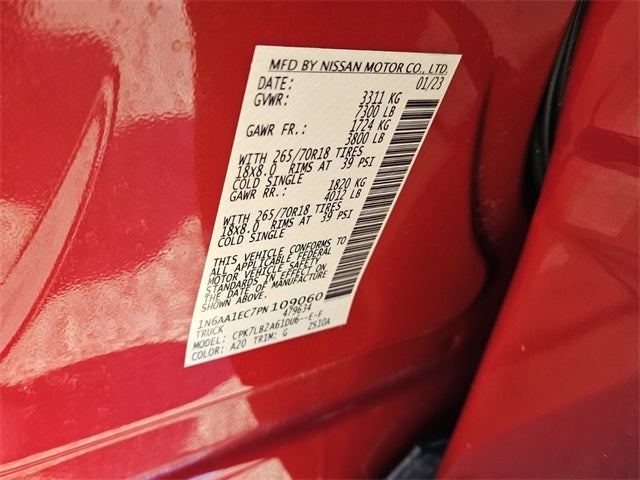 MFD BY NISSAN MOTOR CO., LTD.
DATE: 01/23
GVWR: 3311 KG
7300 LB
GAWR FR.: 1724 KG
3800 LB
WITH 265/70R18 TIRES
18X8.0 RIMS AT 39 PSI
COLD SINGLE
GAWR RR.: 1820 KG
4012 LB
WITH 265/70R18 TIRES
18X8.0 RIMS AT 39 PSI
COLD SINGLE
THIS VEHICLE CONFORMS TO
ALL APPLICABLE FEDERAL
MOTOR VEHICLE SAFETY
STANDARDS IN EFFECT ON
THE DATE OF MANUFACTURE
SHOWN ABOVE.
1N6AA1EC7PN109060
TRUCK 479634
MODEL: CPK7LB2A61DU6--E-F
COLOR: A20 TRIM: G ZS10A